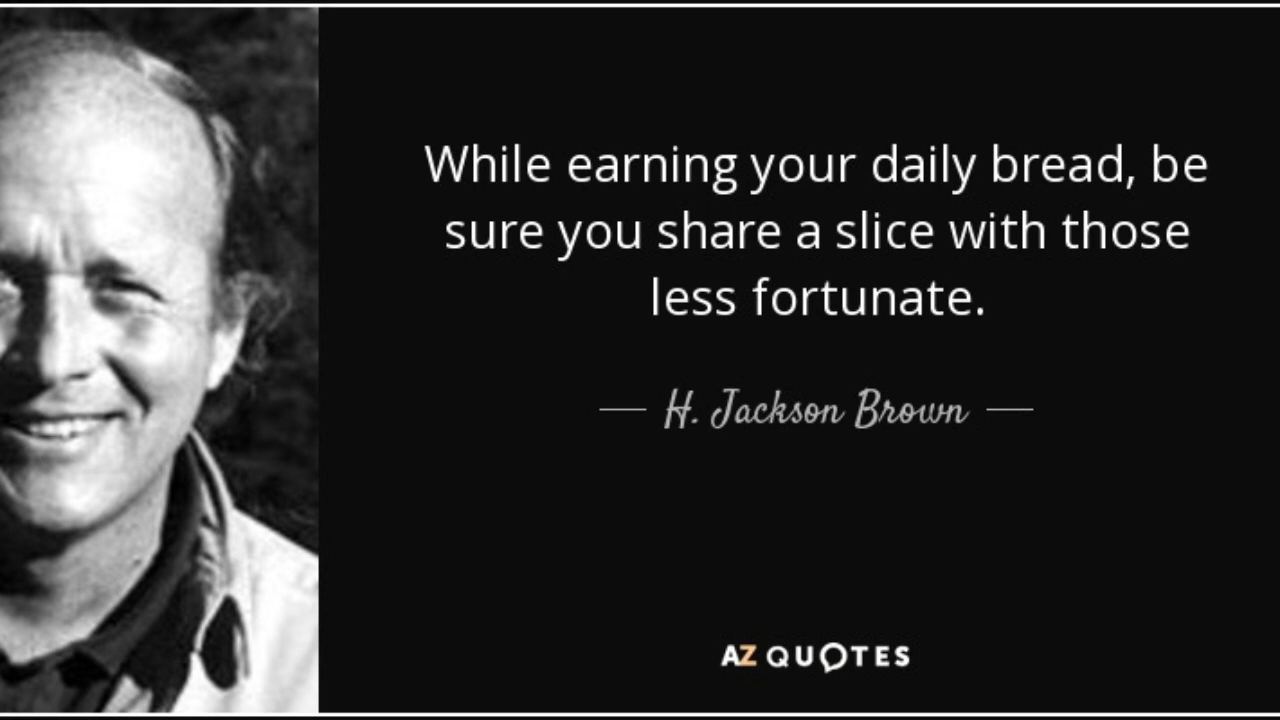 While earning your daily bread, be
sure you share a slice with those
less fortunate.
H. Jackson Brown
AZ QUOTES